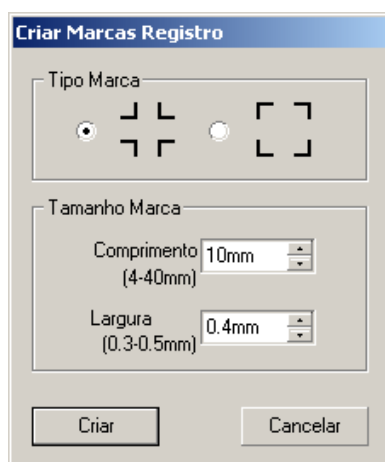 Criar Marcas Registro
Tipo Marca
Tamanho Marca
Comprimento 10mm
(4-40mm)
Largura 0.4mm
(0.3-0.5mm)
Criar Cancelar